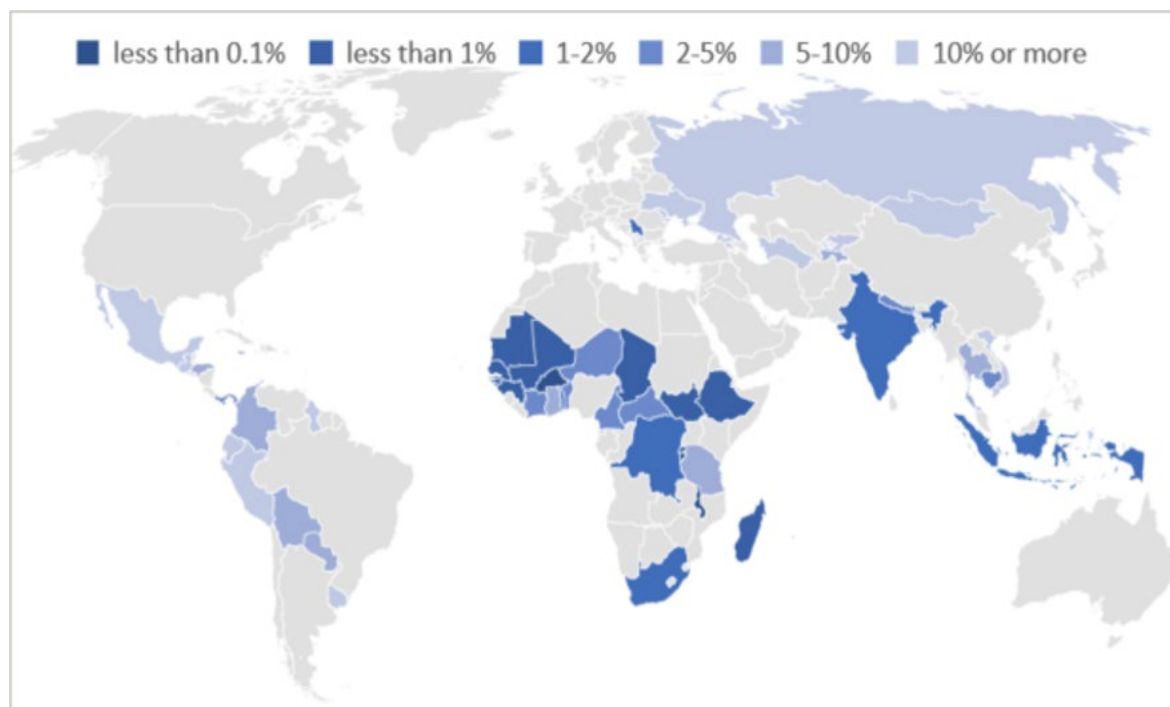 less than 0.1% less than 1% 1-2% 2-5% 5-10% 10% or more